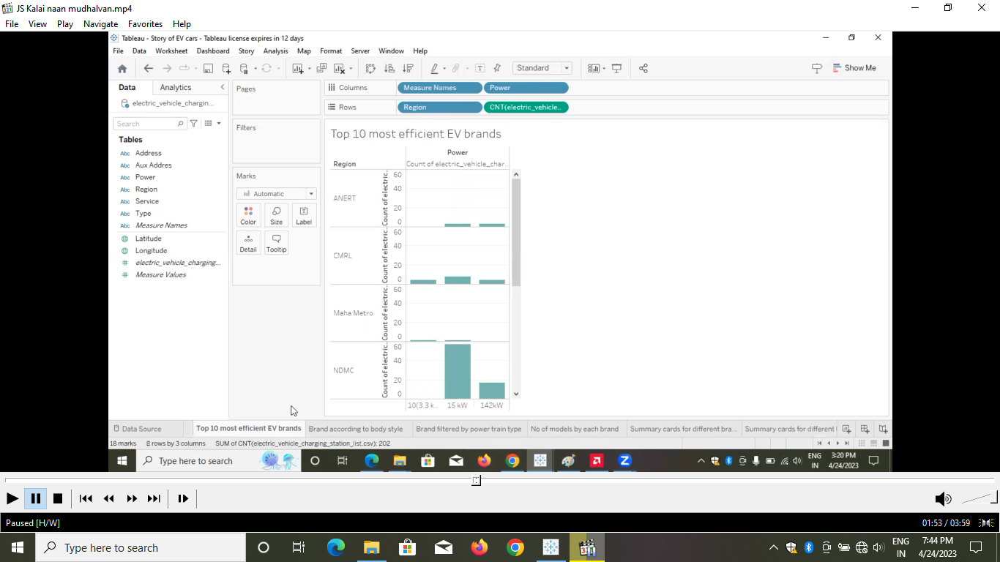 JS Kalai naan mudhalvan.mp4
File View Play Navigate Favorites Help
Tableau - Story of EV cars - Tableau license expires in 12 days
File Data Worksheet Dashboard Story Analysis Map Format Server Window Help
Standard
Show Me
Data Analytics
electric_vehicle_chargin...
Search
Tables
Abc Address
Abc Aux Addres
Abc Power
Abc Region
Abc Service
Abc Type
Abc Measure Names
Latitude
Longitude
# electric_vehicle_charging...
# Measure Values
Pages
Filters
Marks
Automatic
Color Size Label
Detail Tooltip
Columns Measure Names Power
Rows Region CNT(electric_vehicle..
Top 10 most efficient EV brands
Power
Region Count of electric_vehicle_char...
ANERT Count of electric.. 60 40 20 0
CMRL Count of electric.. 60 40 20 0
Maha Metro Count of electric.. 60 40 20 0
NDMC Count of electric.. 60 40 20 0
10(3.3 k.. 15 kW 142kW
Data Source Top 10 most efficient EV brands Brand according to body style Brand filtered by power train type No of models by each brand Summary cards for different bra... Summary cards for different
18 marks rows by 3 columns SUM of CNT(electric_vehicle_charging_station_list.csv): 202
Type here to search
ENG IN
3:20 PM
4/24/2023
Paused [H/W]
01:53 / 03:59
Type here to search
ENG IN
7:44 PM
4/24/2023